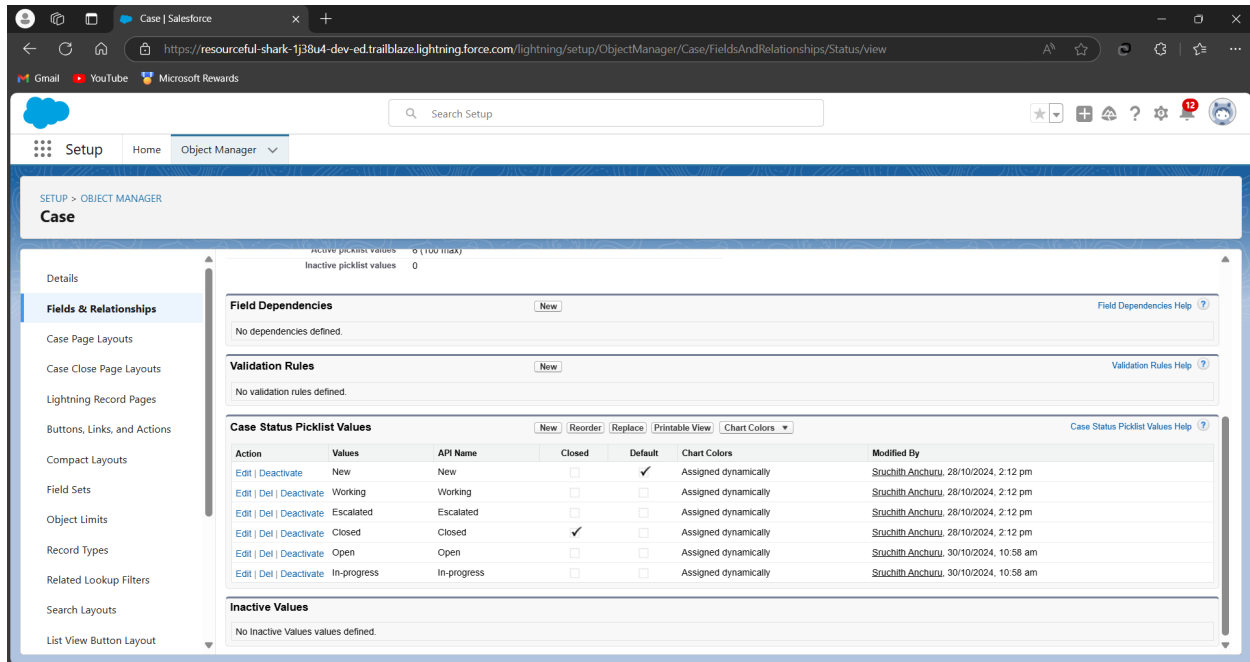 Case | Salesforce
https://resourceful-shark-1j38u4-dev-ed.trailblaze.lightning.force.com/lightning/setup/ObjectManager/Case/FieldsAndRelationships/Status/view
Gmail YouTube Microsoft Rewards
Search Setup
12
Setup Home Object Manager
SETUP > OBJECT MANAGER
Case
Details
Fields & Relationships
Case Page Layouts
Case Close Page Layouts
Lightning Record Pages
Buttons, Links, and Actions
Compact Layouts
Field Sets
Object Limits
Record Types
Related Lookup Filters
Search Layouts
List View Button Layout
Active picklist values 6 (100 max)
Inactive picklist values 0
Field Dependencies New Field Dependencies Help ?
No dependencies defined.
Validation Rules New Validation Rules Help ?
No validation rules defined.
Case Status Picklist Values New Reorder Replace Printable View Chart Colors Case Status Picklist Values Help ?
Action Values API Name Closed Default Chart Colors Modified By
Edit | Deactivate New New Assigned dynamically Sruchith Anchuru, 28/10/2024, 2:12 pm
Edit | Del | Deactivate Working Working Assigned dynamically Sruchith Anchuru, 28/10/2024, 2:12 pm
Edit | Del | Deactivate Escalated Escalated Assigned dynamically Sruchith Anchuru, 28/10/2024, 2:12 pm
Edit | Del | Deactivate Closed Closed Assigned dynamically Sruchith Anchuru, 28/10/2024, 2:12 pm
Edit | Del | Deactivate Open Open Assigned dynamically Sruchith Anchuru, 30/10/2024, 10:58 am
Edit | Del | Deactivate In-progress In-progress Assigned dynamically Sruchith Anchuru, 30/10/2024, 10:58 am
Inactive Values
No Inactive Values values defined.